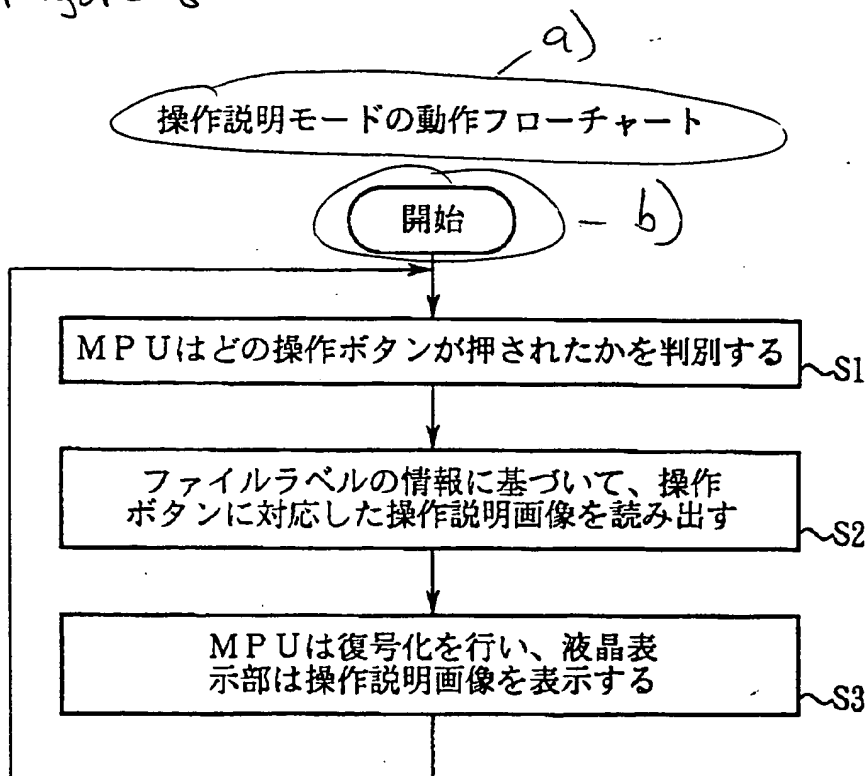 Figure 8
a)
操作説明モードの動作フローチャート
開始
b)
MPUはどの操作ボタンが押されたかを判別する
S1
ファイルラベルの情報に基づいて、操作
ボタンに対応した操作説明画像を読み出す
S2
MPUは復号化を行い、液晶表
示部は操作説明画像を表示する
S3